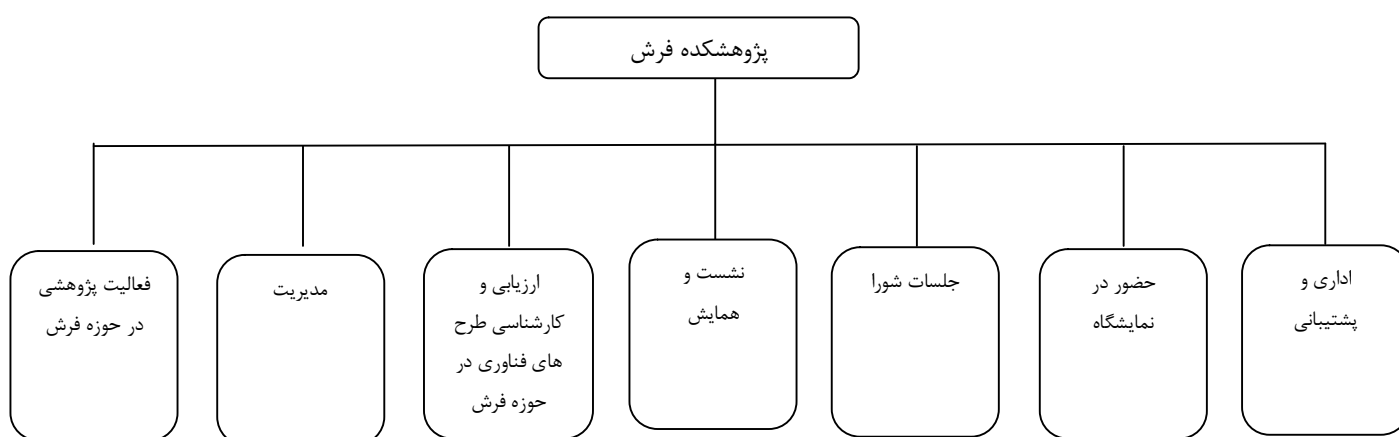 پژوهشکده فرش
اداری و
پشتیبانی
حضور در
نمایشگاه
جلسات شورا
نشست و
همایش
ارزیابی و
کارشناسی طرح
های فناوری در
حوزه فرش
مدیریت
فعالیت پژوهشی
در حوزه فرش